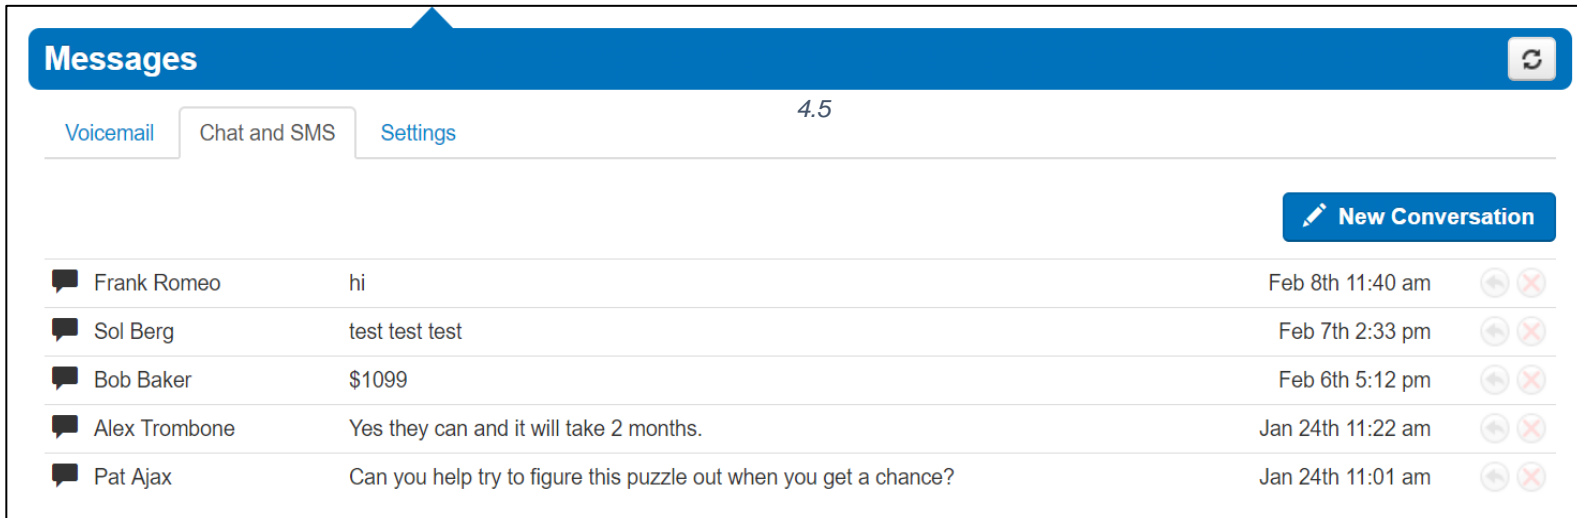 Messages
4.5
Voicemail Chat and SMS Settings
New Conversation
Frank Romeo hi Feb 8th 11:40 am
Sol Berg test test test Feb 7th 2:33 pm
Bob Baker $1099 Feb 6th 5:12 pm
Alex Trombone Yes they can and it will take 2 months. Jan 24th 11:22 am
Pat Ajax Can you help try to figure this puzzle out when you get a chance? Jan 24th 11:01 am